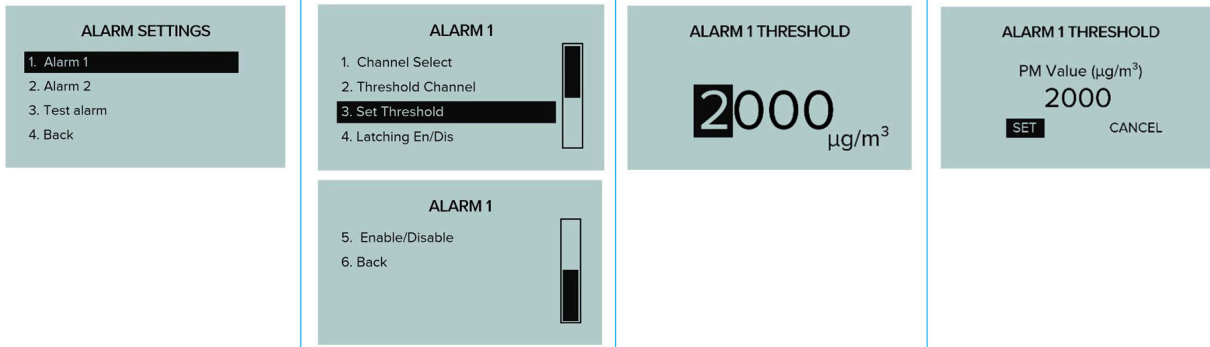 ALARM SETTINGS
1. Alarm 1
2. Alarm 2
3. Test alarm
4. Back
ALARM 1
1. Channel Select
2. Threshold Channel
3. Set Threshold
4. Latching En/Dis
ALARM 1
5. Enable/Disable
6. Back
ALARM 1 THRESHOLD
2000
µg/m³
ALARM 1 THRESHOLD
PM Value (µg/m³)
2000
SET CANCEL